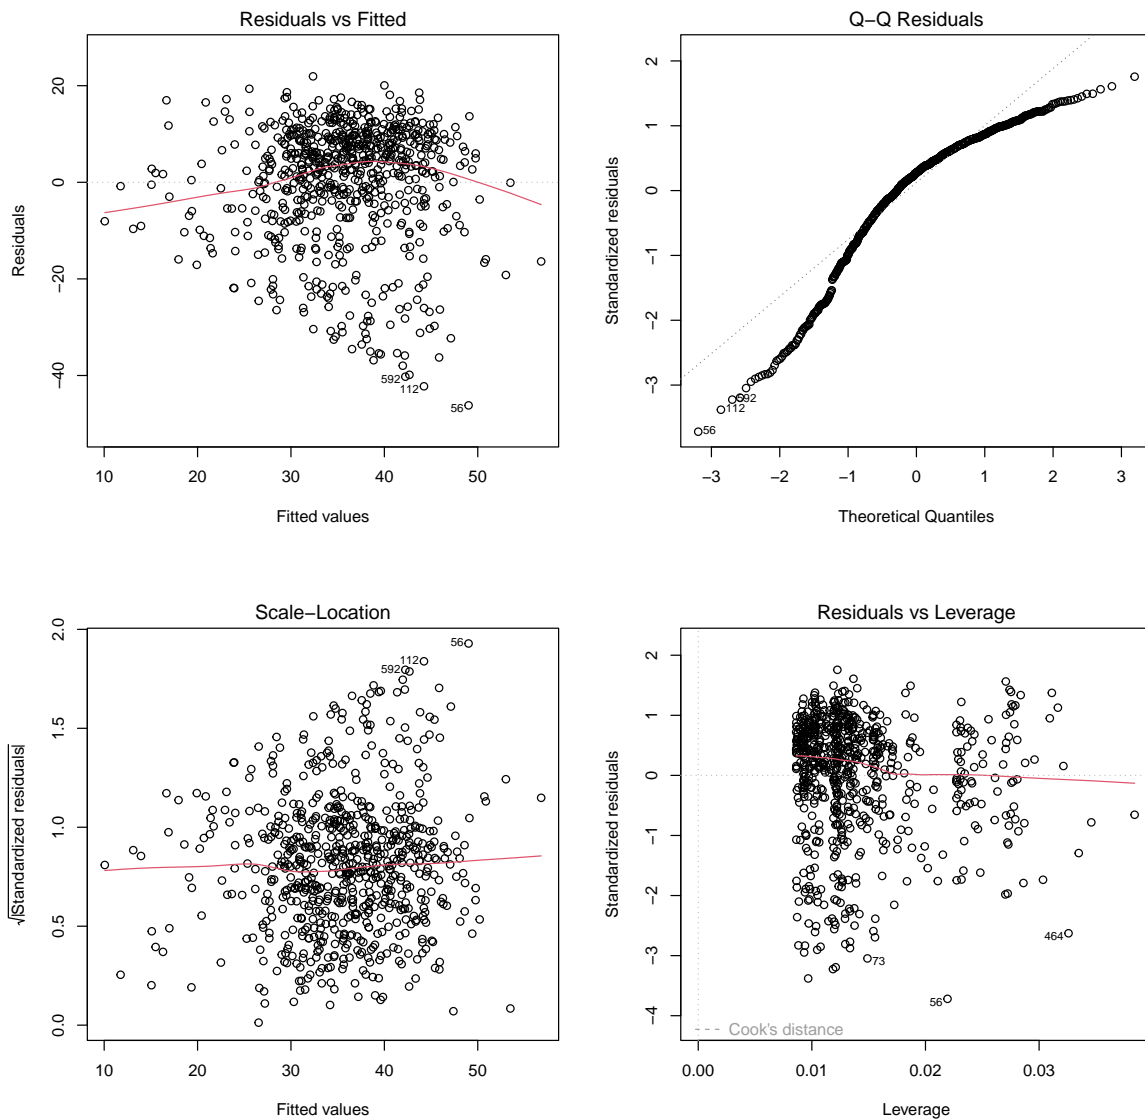 Residuals vs Fitted
Residuals
20
0
−20
−40
10 20 30 40 50
Fitted values
592
112
56
Q−Q Residuals
Standardized residuals
2
1
0
−1
−2
−3
−3 −2 −1 0 1 2 3
Theoretical Quantiles
592
112
56
Scale−Location
√|Standardized residuals|
2.0
1.5
1.0
0.5
0.0
10 20 30 40 50
Fitted values
56
112
592
Residuals vs Leverage
Standardized residuals
2
1
0
−1
−2
−3
−4
0.00 0.01 0.02 0.03
Leverage
464
73
56
Cook's distance